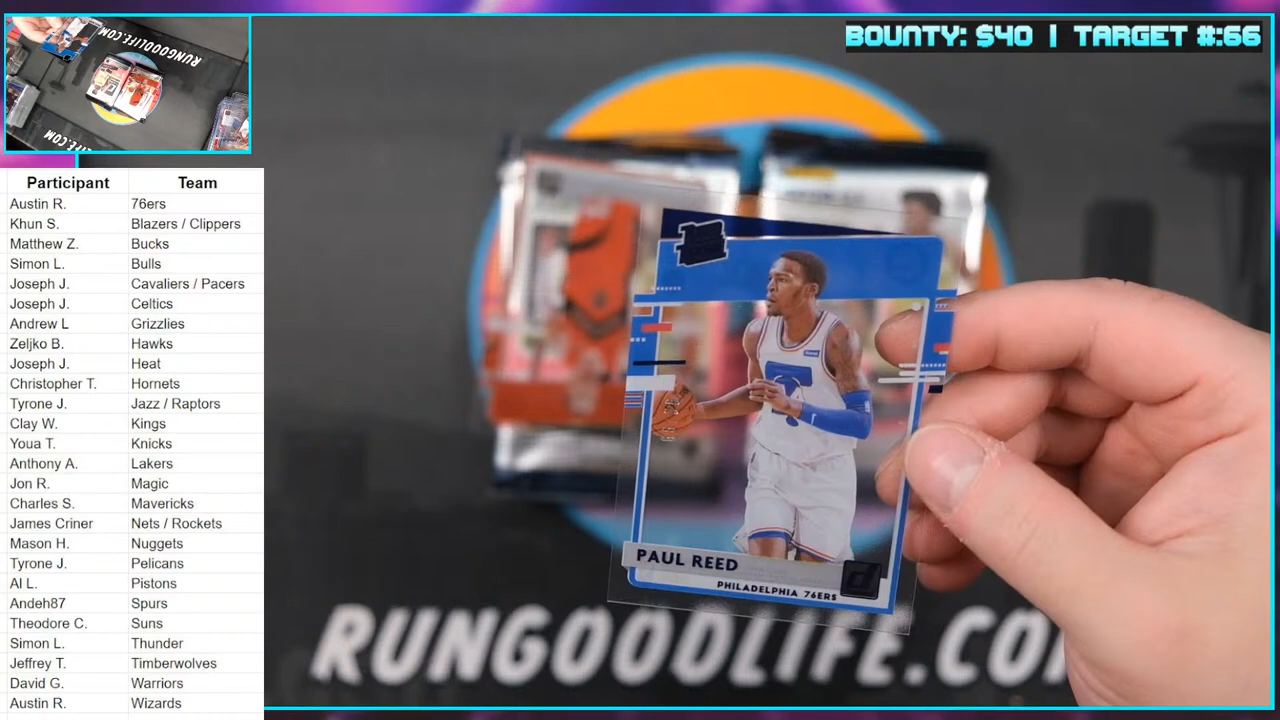 BOUNTY: $40 | TARGET #:66
RUNGOODLIFE.COM
Participant Team
Austin R. 76ers
Khun S. Blazers / Clippers
Matthew Z. Bucks
Simon L. Bulls
Joseph J. Cavaliers / Pacers
Joseph J. Celtics
Andrew L Grizzlies
Zeljko B. Hawks
Joseph J. Heat
Christopher T. Hornets
Tyrone J. Jazz / Raptors
Clay W. Kings
Youa T. Knicks
Anthony A. Lakers
Jon R. Magic
Charles S. Mavericks
James Criner Nets / Rockets
Mason H. Nuggets
Tyrone J. Pelicans
Al L. Pistons
Andeh87 Spurs
Theodore C. Suns
Simon L. Thunder
Jeffrey T. Timberwolves
David G. Warriors
Austin R. Wizards
PAUL REED
PHILADELPHIA 76ERS
RUNGOODLIFE.CO